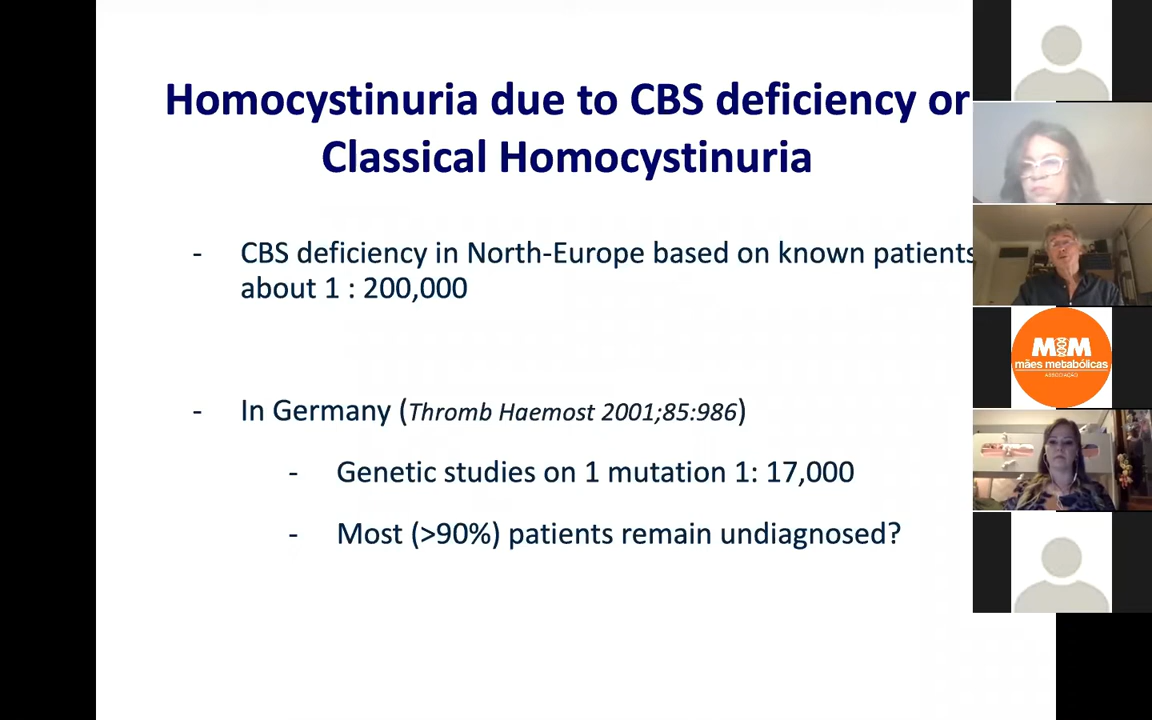 Homocystinuria due to CBS deficiency or
Classical Homocystinuria
- CBS deficiency in North-Europe based on known patients
about 1 : 200,000
- In Germany (Thromb Haemost 2001;85:986)
- Genetic studies on 1 mutation 1: 17,000
- Most (>90%) patients remain undiagnosed?
MM
mães metabólicas
ASSOCIAÇÃO